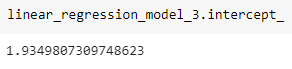 linear_regression_model_3.intercept_
1.9349807309748623